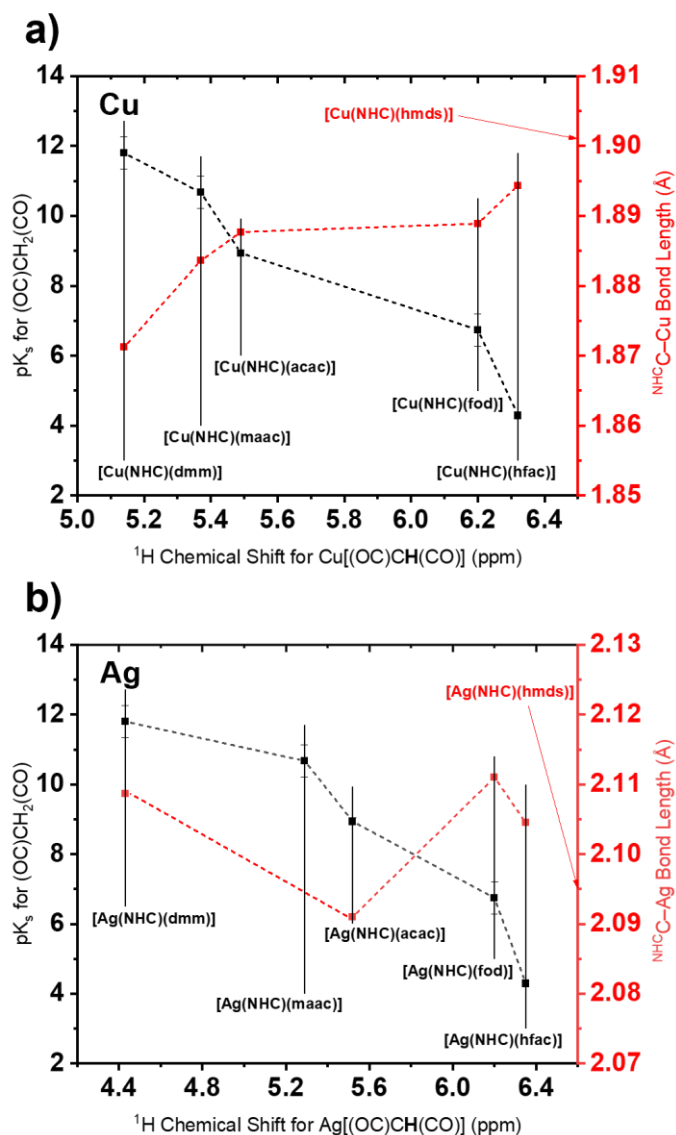 a)
Cu
14
12
10
8
6
4
2
pKs for (OC)CH2(CO)
1.91
1.90
1.89
1.88
1.87
1.86
1.85
NHCC–Cu Bond Length (Å)
[Cu(NHC)(hmds)]
[Cu(NHC)(acac)]
[Cu(NHC)(fod)]
[Cu(NHC)(maac)]
[Cu(NHC)(dmm)]
[Cu(NHC)(hfac)]
5.0 5.2 5.4 5.6 5.8 6.0 6.2 6.4
1H Chemical Shift for Cu[(OC)CH(CO)] (ppm)
b)
Ag
14
12
10
8
6
4
2
pKs for (OC)CH2(CO)
2.13
2.12
2.11
2.10
2.09
2.08
2.07
NHCC–Ag Bond Length (Å)
[Ag(NHC)(hmds)]
[Ag(NHC)(dmm)]
[Ag(NHC)(acac)]
[Ag(NHC)(fod)]
[Ag(NHC)(maac)]
[Ag(NHC)(hfac)]
4.4 4.8 5.2 5.6 6.0 6.4
1H Chemical Shift for Ag[(OC)CH(CO)] (ppm)